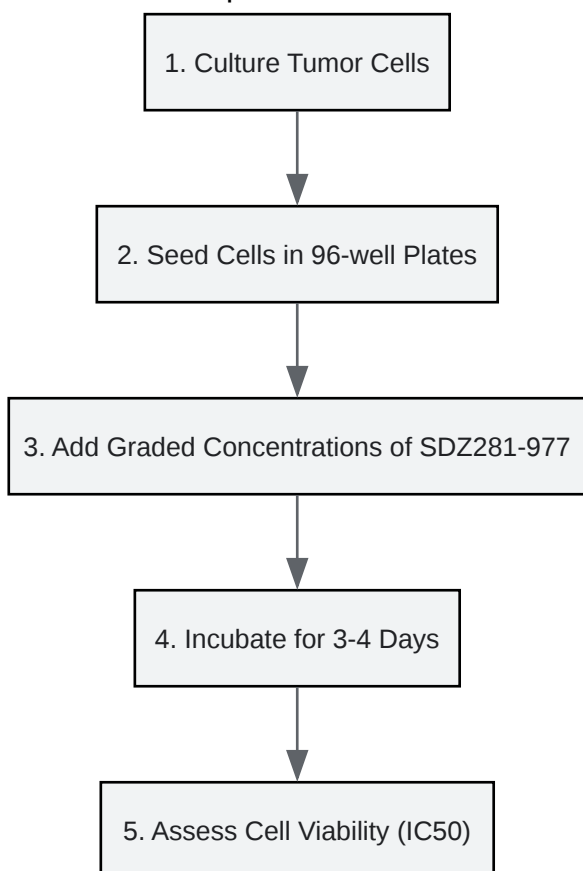 1. Culture Tumor Cells
2. Seed Cells in 96-well Plates
3. Add Graded Concentrations of SDZ281-977
4. Incubate for 3-4 Days
5. Assess Cell Viability (IC50)